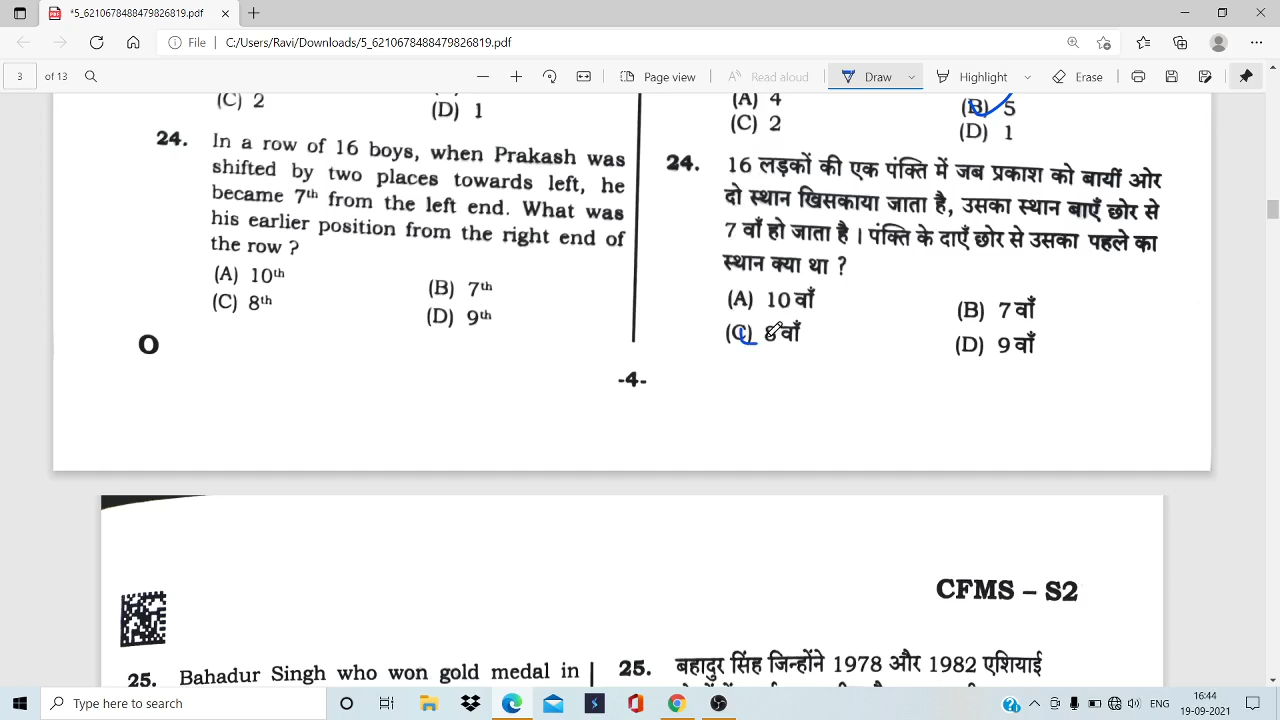 *5_6210678488479826819.pdf
File | C:/Users/Ravi/Downloads/5_6210678488479826819.pdf
3 of 13
Page view
Read aloud
Draw
Highlight
Erase
(C) 2
(D) 1
24. In a row of 16 boys, when Prakash was
shifted by two places towards left, he
became 7th from the left end. What was
his earlier position from the right end of
the row ?
(A) 10th
(B) 7th
(C) 8th
(D) 9th
O
(A) 4
(B) 5
(C) 2
(D) 1
24. 16 लड़कों की एक पंक्ति में जब प्रकाश को बायीं ओर
दो स्थान खिसकाया जाता है, उसका स्थान बाएँ छोर से
7 वाँ हो जाता है । पंक्ति के दाएँ छोर से उसका पहले का
स्थान क्या था ?
(A) 10 वाँ
(B) 7 वाँ
(C) 8 वाँ
(D) 9 वाँ
-4-
CFMS – S2
25. Bahadur Singh who won gold medal in
25. बहादुर सिंह जिन्होंने 1978 और 1982 एशियाई
Type here to search
ENG
16:44
19-09-2021